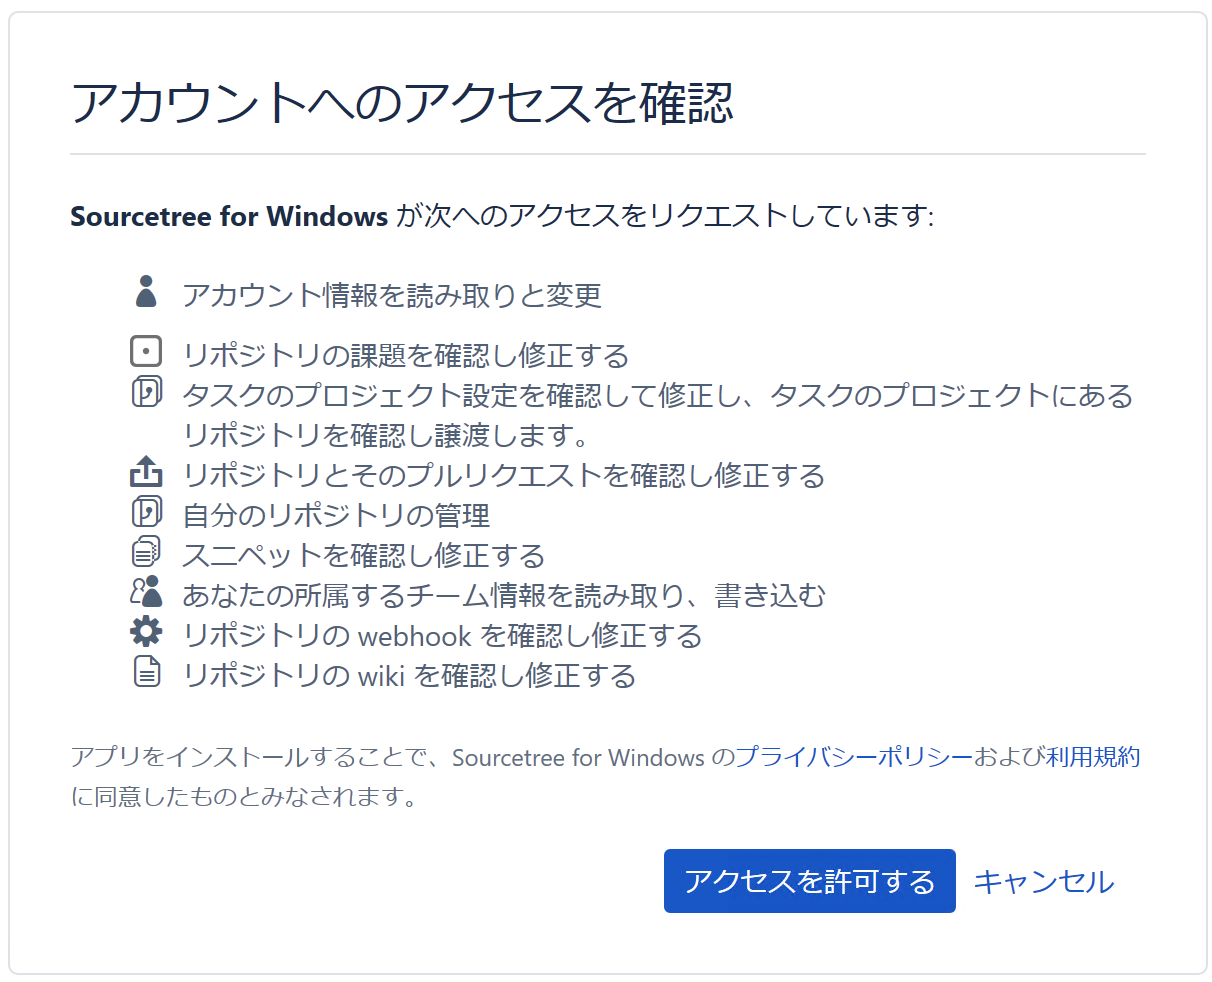 アカウントへのアクセスを確認
Sourcetree for Windows が次へのアクセスをリクエストしています:
アカウント情報を読み取りと変更
リポジトリの課題を確認し修正する
タスクのプロジェクト設定を確認して修正し、タスクのプロジェクトにある
リポジトリを確認し譲渡します。
リポジトリとそのプルリクエストを確認し修正する
自分のリポジトリの管理
スニペットを確認し修正する
あなたの所属するチーム情報を読み取り、書き込む
リポジトリの webhook を確認し修正する
リポジトリの wiki を確認し修正する
アプリをインストールすることで、Sourcetree for Windows のプライバシーポリシーおよび利用規約
に同意したものとみなされます。
アクセスを許可する キャンセル